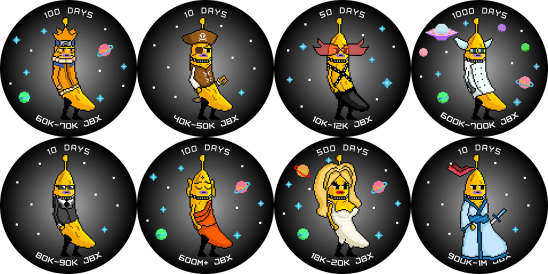 100 DAYS
60K-70K JBX
10 DAYS
40K-50K JBX
50 DAYS
10K-12K JBX
1000 DAYS
600K-700K JBX
10 DAYS
80K-90K JBX
100 DAYS
600M+ JBX
500 DAYS
18K-20K JBX
10 DAYS
900K-1M JBX